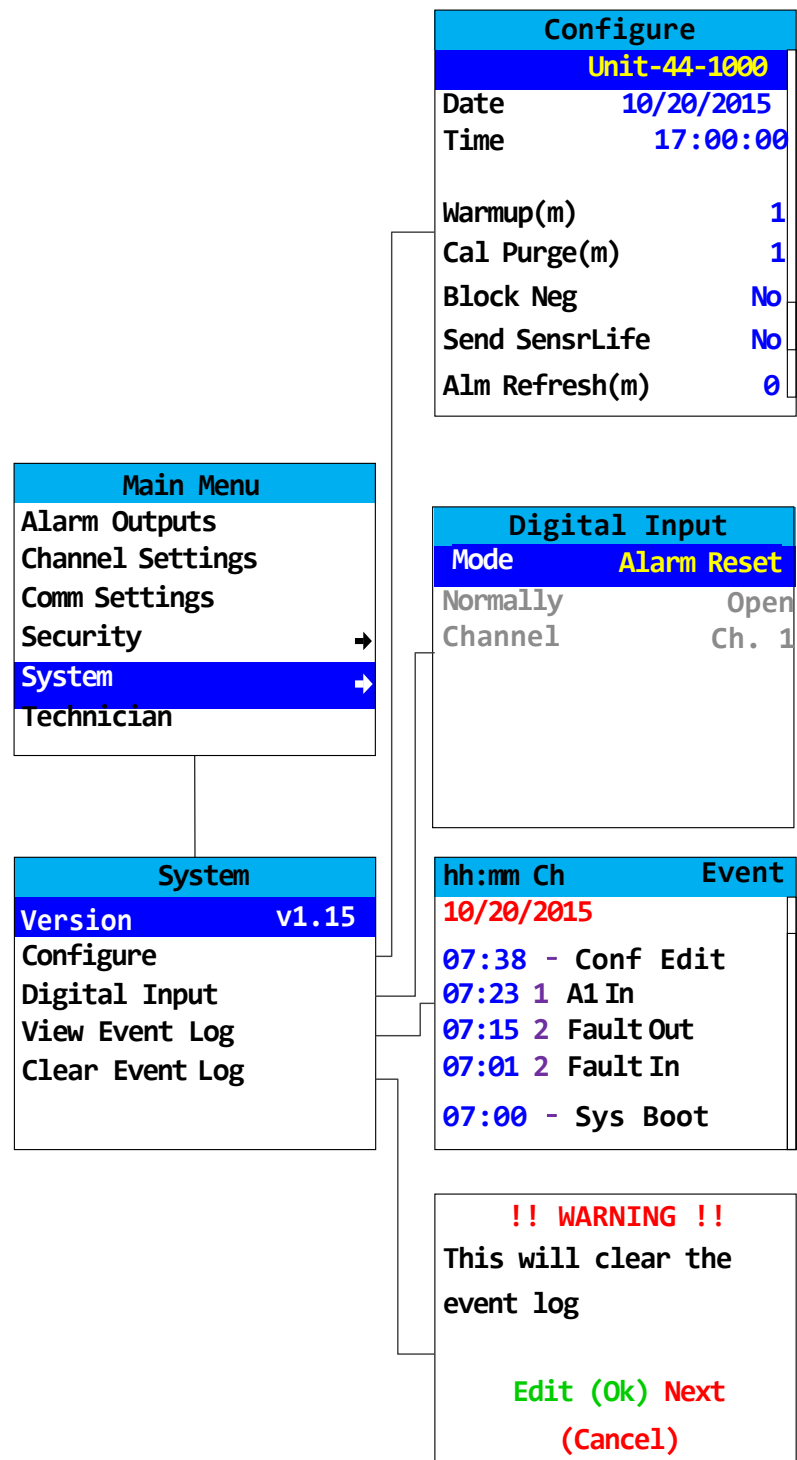 Configure
Unit-44-1000
Date 10/20/2015
Time 17:00:00
Warmup(m) 1
Cal Purge(m) 1
Block Neg No
Send SensrLife No
Alm Refresh(m) 0
Main Menu
Alarm Outputs
Channel Settings
Comm Settings
Security
System
Technician
Digital Input
Mode Alarm Reset
Normally Open
Channel Ch. 1
System
Version v1.15
Configure
Digital Input
View Event Log
Clear Event Log
hh:mm Ch Event
10/20/2015
07:38 - Conf Edit
07:23 1 A1 In
07:15 2 Fault Out
07:01 2 Fault In
07:00 - Sys Boot
!! WARNING !!
This will clear the
event log
Edit (Ok) Next
(Cancel)